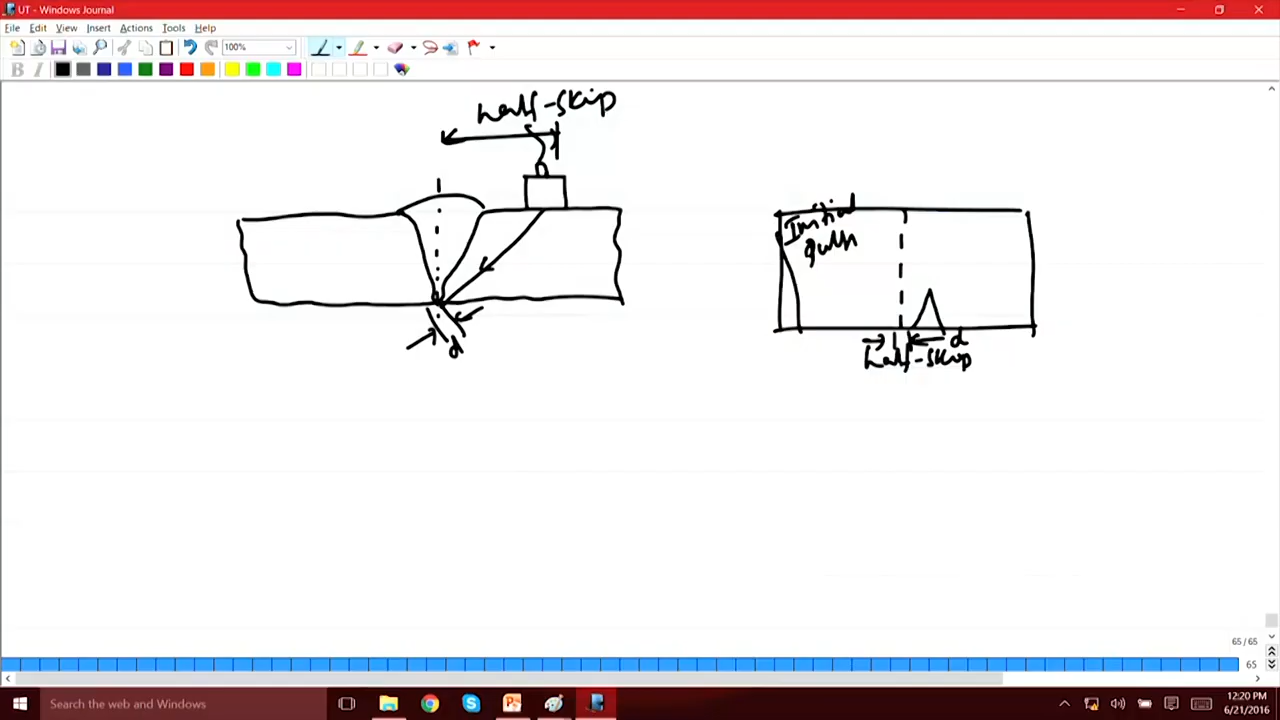 UT - Windows Journal
File Edit View Insert Actions Tools Help
100%
B I
half-skip
Initial
pulse
d
d
half-skip
65 / 65
65
Search the web and Windows
12:20 PM
6/21/2016